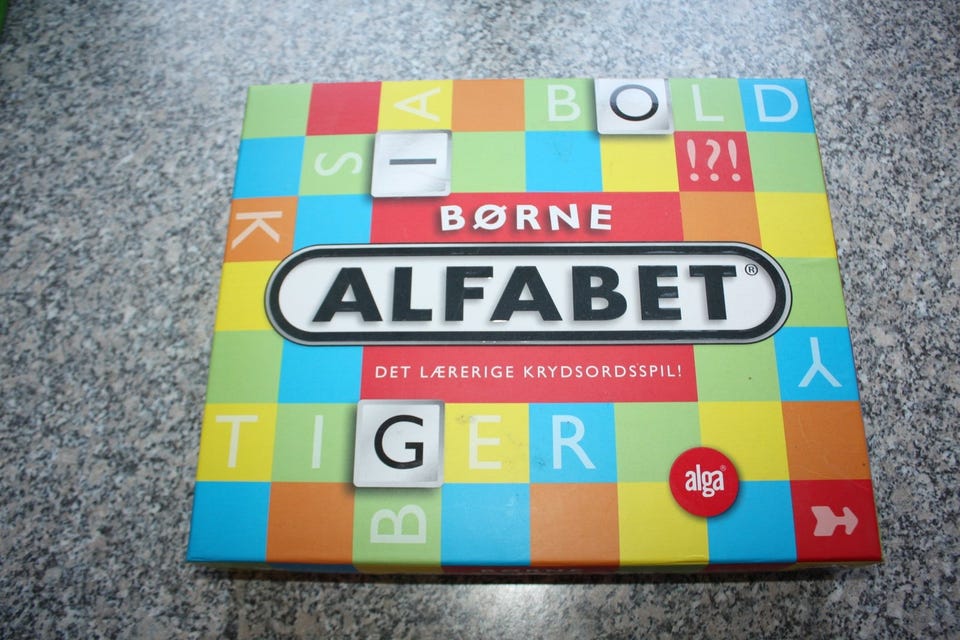 A BOLD
S I !?!
K
BØRNE
ALFABET®
DET LÆRERIGE KRYDSORDSSPIL!
Y
TIGER
alga®
B